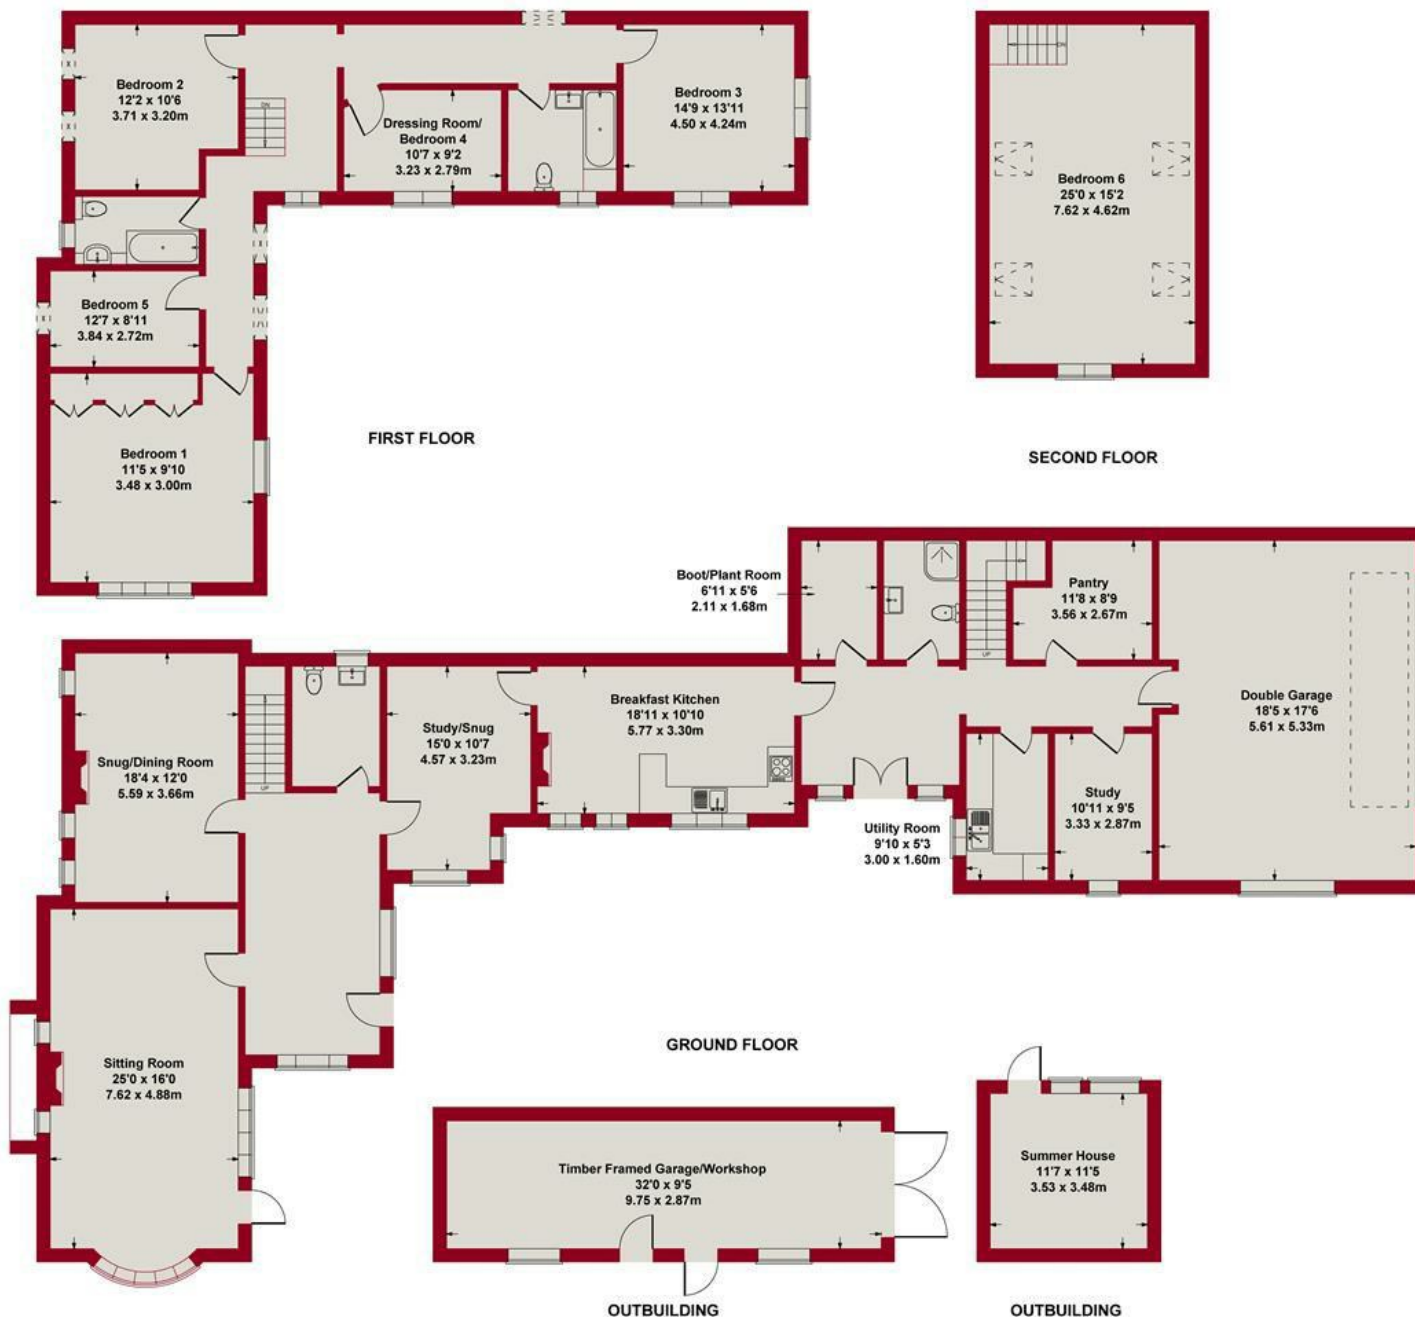 Bedroom 2
12'2 x 10'6
3.71 x 3.20m
DN
Dressing Room/
Bedroom 4
10'7 x 9'2
3.23 x 2.79m
Bedroom 3
14'9 x 13'11
4.50 x 4.24m
Bedroom 5
12'7 x 8'11
3.84 x 2.72m
Bedroom 1
11'5 x 9'10
3.48 x 3.00m
FIRST FLOOR
DN
Bedroom 6
25'0 x 15'2
7.62 x 4.62m
SECOND FLOOR
Snug/Dining Room
18'4 x 12'0
5.59 x 3.66m
UP
Study/Snug
15'0 x 10'7
4.57 x 3.23m
Breakfast Kitchen
18'11 x 10'10
5.77 x 3.30m
Boot/Plant Room
6'11 x 5'6
2.11 x 1.68m
UP
Pantry
11'8 x 8'9
3.56 x 2.67m
Double Garage
18'5 x 17'6
5.61 x 5.33m
Utility Room
9'10 x 5'3
3.00 x 1.60m
Study
10'11 x 9'5
3.33 x 2.87m
Sitting Room
25'0 x 16'0
7.62 x 4.88m
GROUND FLOOR
Timber Framed Garage/Workshop
32'0 x 9'5
9.75 x 2.87m
OUTBUILDING
Summer House
11'7 x 11'5
3.53 x 3.48m
OUTBUILDING